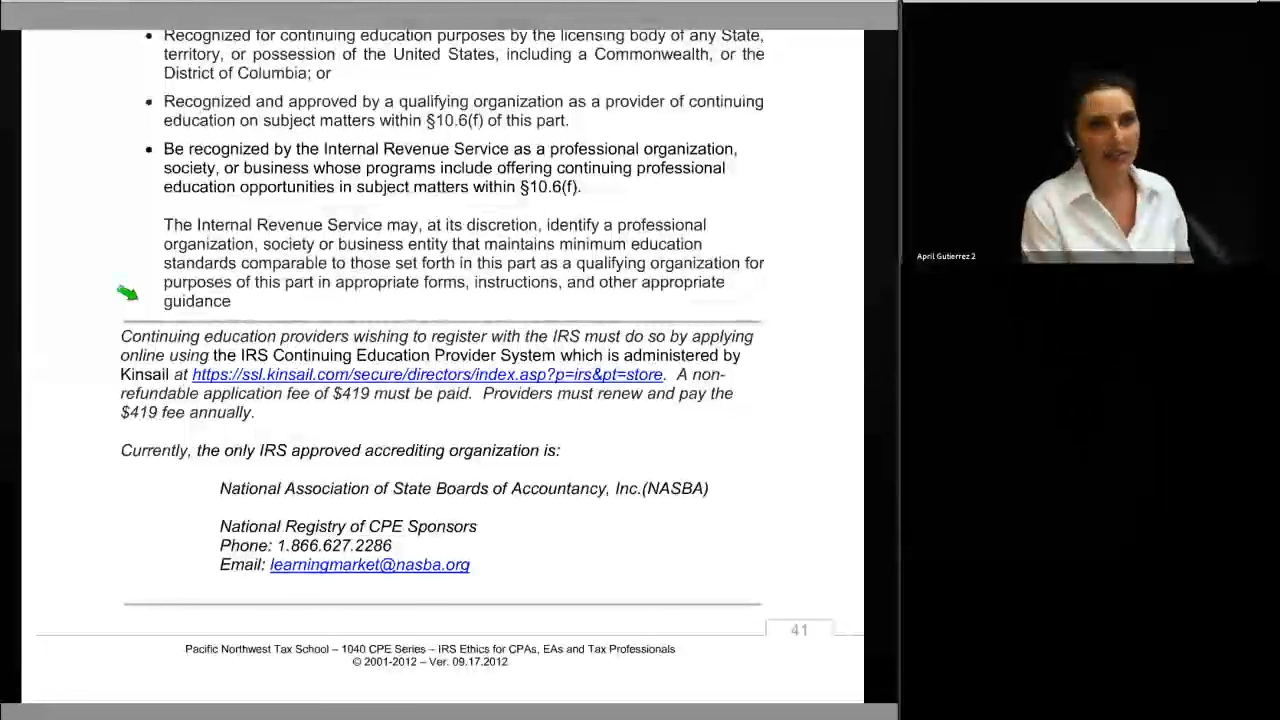 Recognized for continuing education purposes by the licensing body of any State,
territory, or possession of the United States, including a Commonwealth, or the
District of Columbia; or
Recognized and approved by a qualifying organization as a provider of continuing
education on subject matters within §10.6(f) of this part.
Be recognized by the Internal Revenue Service as a professional organization,
society, or business whose programs include offering continuing professional
education opportunities in subject matters within §10.6(f).
The Internal Revenue Service may, at its discretion, identify a professional
organization, society or business entity that maintains minimum education
standards comparable to those set forth in this part as a qualifying organization for
purposes of this part in appropriate forms, instructions, and other appropriate
guidance
Continuing education providers wishing to register with the IRS must do so by applying
online using the IRS Continuing Education Provider System which is administered by
Kinsail at https://ssl.kinsail.com/secure/directors/index.asp?p=irs&pt=store. A non-
refundable application fee of $419 must be paid. Providers must renew and pay the
$419 fee annually.
Currently, the only IRS approved accrediting organization is:
National Association of State Boards of Accountancy, Inc.(NASBA)
National Registry of CPE Sponsors
Phone: 1.866.627.2286
Email: learningmarket@nasba.org
41
Pacific Northwest Tax School – 1040 CPE Series – IRS Ethics for CPAs, EAs and Tax Professionals
© 2001-2012 – Ver. 09.17.2012
April Gutierrez 2